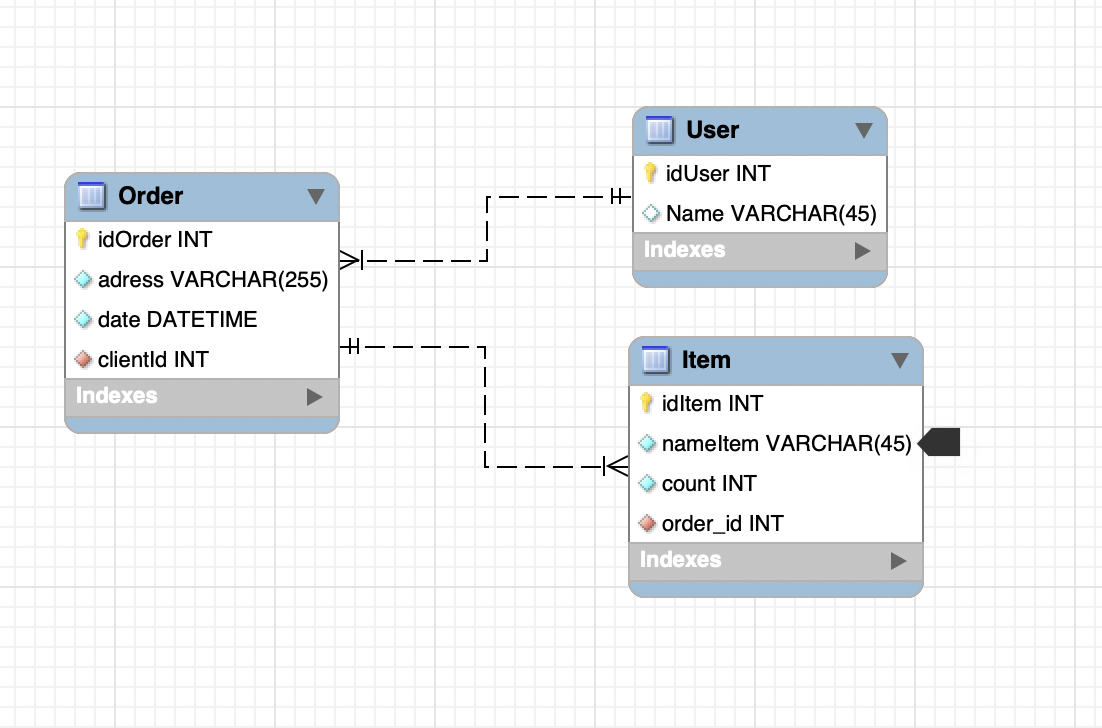 Order
idOrder INT
adress VARCHAR(255)
date DATETIME
clientId INT
Indexes
User
idUser INT
Name VARCHAR(45)
Indexes
Item
idItem INT
nameItem VARCHAR(45)
count INT
order_id INT
Indexes